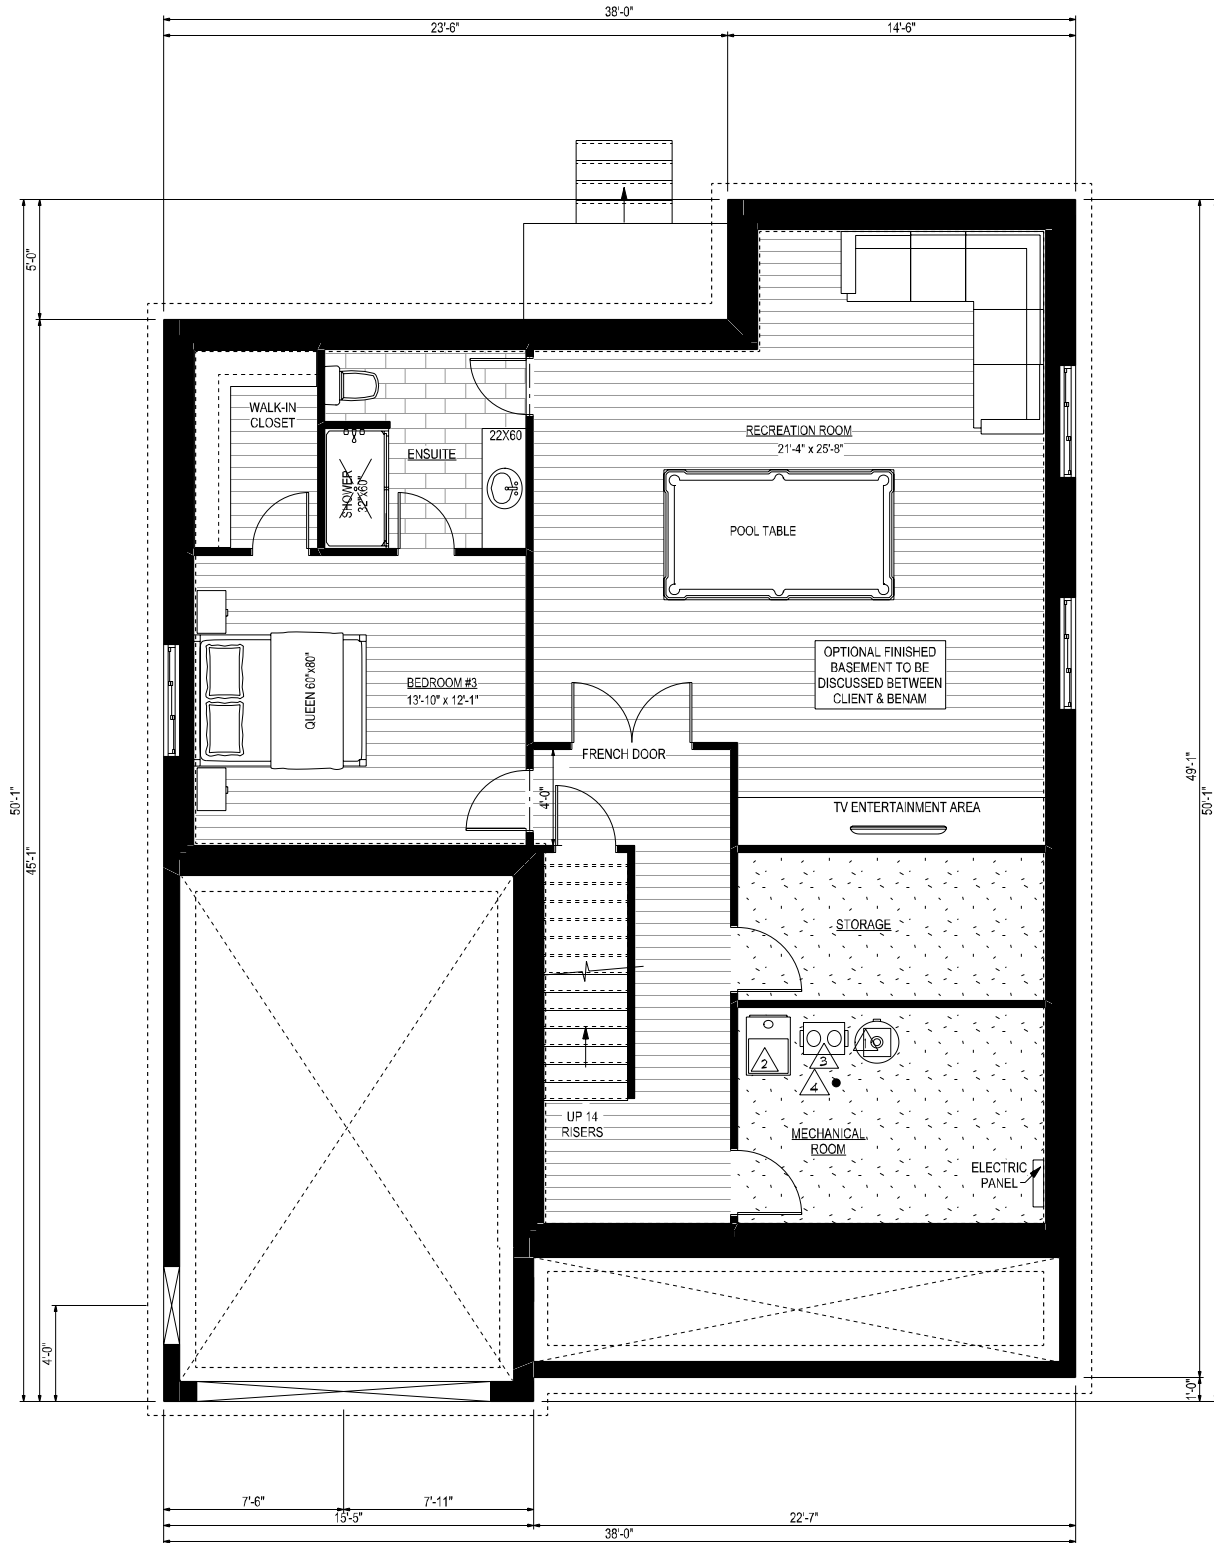 38'-0"
23'-6"
14'-6"
5'-0"
WALK-IN
CLOSET
22X60
ENSUITE
SHOWER
32"x60"
RECREATION ROOM
21'-4" x 25'-8"
POOL TABLE
OPTIONAL FINISHED
BASEMENT TO BE
DISCUSSED BETWEEN
CLIENT & BENAM
QUEEN 60"x80"
BEDROOM #3
13'-10" x 12'-1"
FRENCH DOOR
4'-0"
TV ENTERTAINMENT AREA
50'-1"
45'-1"
49'-1"
50'-1"
STORAGE
1
2
3
4
UP 14
RISERS
MECHANICAL
ROOM
ELECTRIC
PANEL
4'-0"
1'-0"
7'-6"
7'-11"
15'-5"
22'-7"
38'-0"